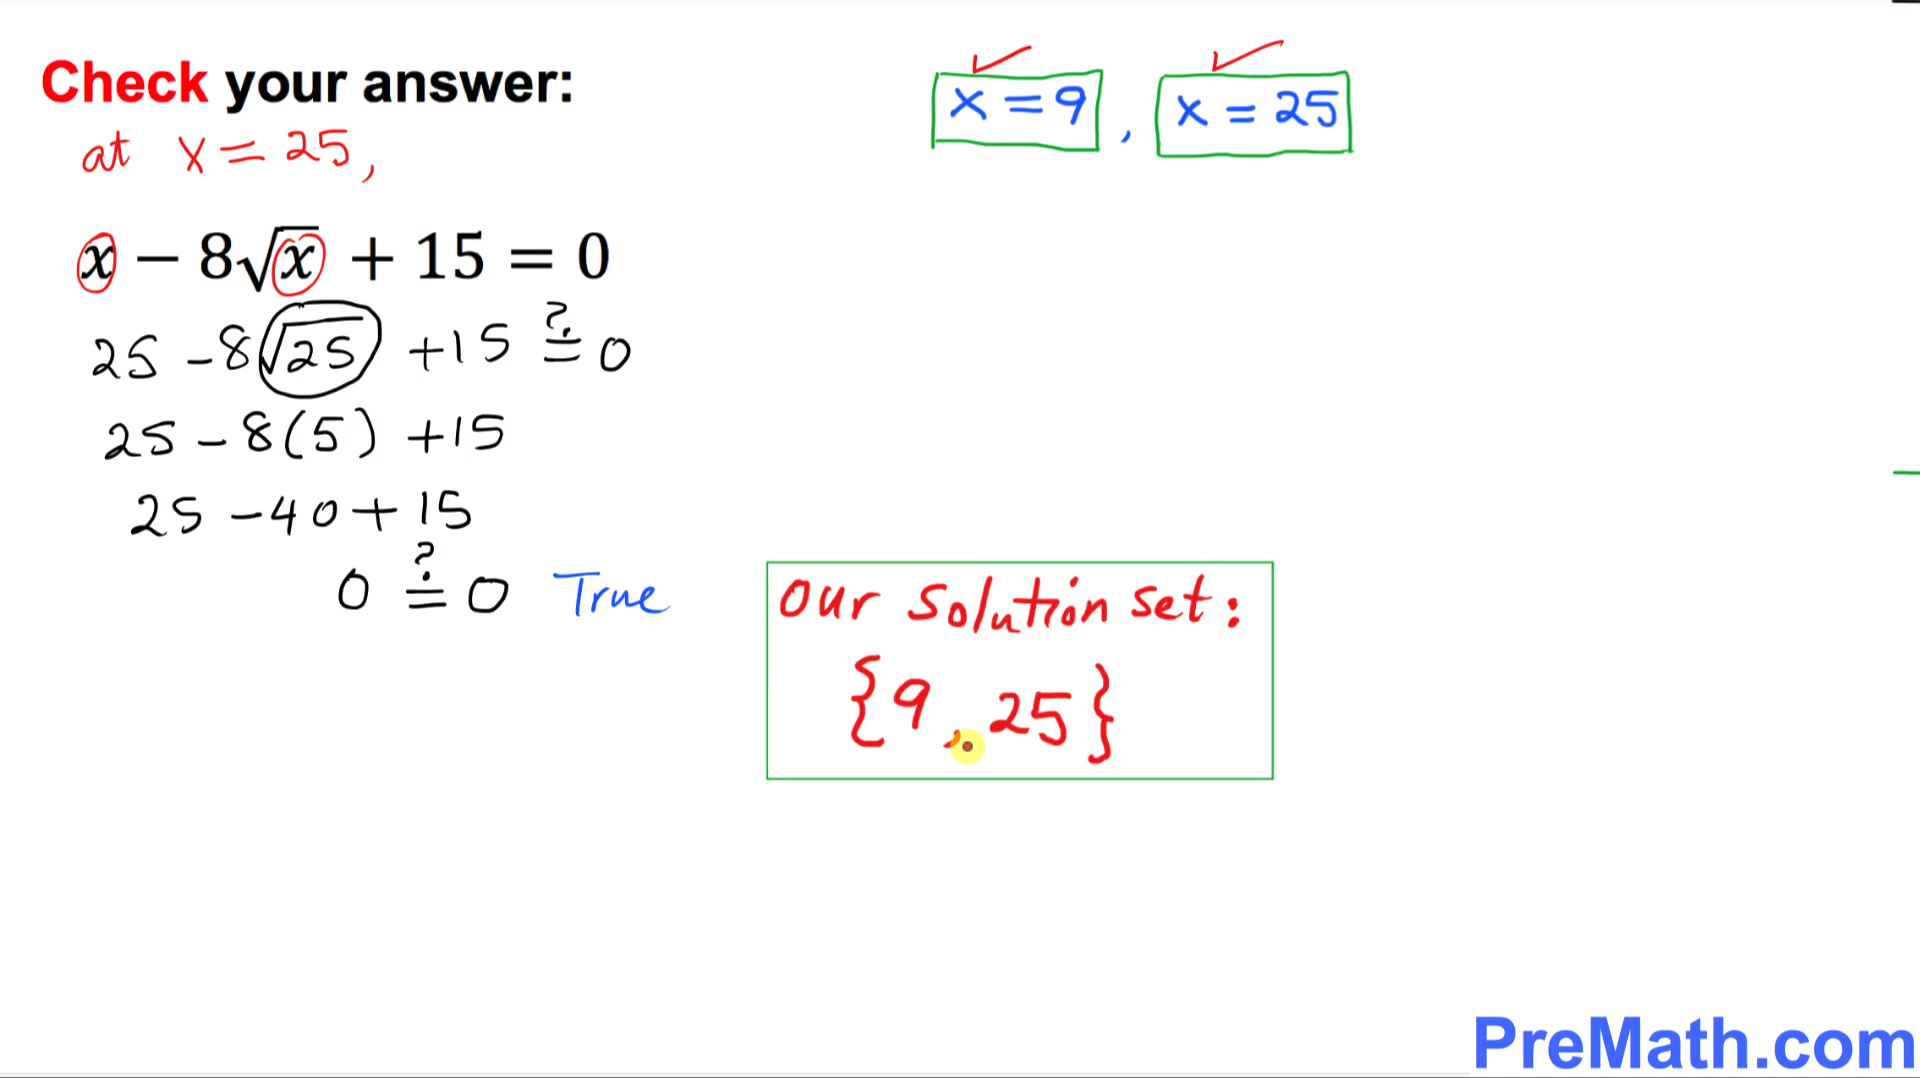 Check your answer:
at x = 25,
x = 9 , x = 25
x − 8√x + 15 = 0
25 − 8√25 + 15 ≟ 0
25 − 8(5) + 15
25 − 40 + 15
0 ≟ 0 True
Our solution set:
{9, 25}
PreMath.com